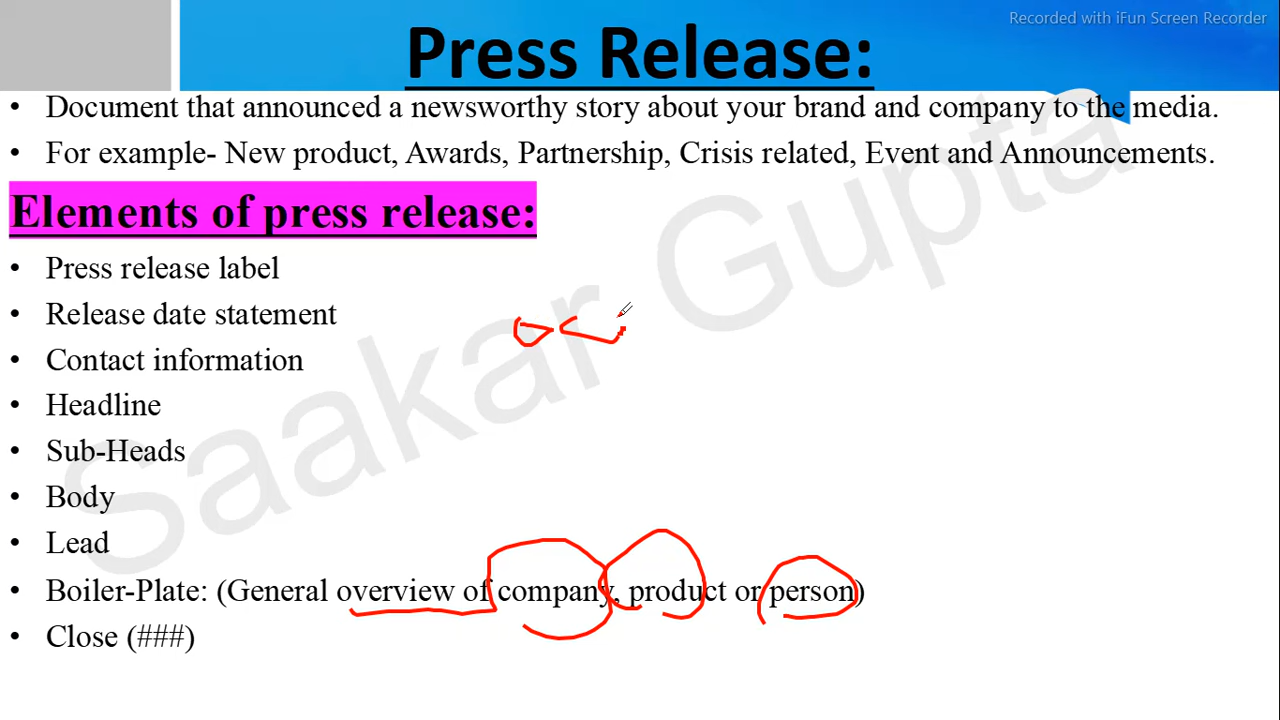 Recorded with iFun Screen Recorder
Press Release:
• Document that announced a newsworthy story about your brand and company to the media.
• For example- New product, Awards, Partnership, Crisis related, Event and Announcements.
Elements of press release:
• Press release label
• Release date statement
• Contact information
• Headline
• Sub-Heads
• Body
• Lead
• Boiler-Plate: (General overview of company, product or person)
• Close (###)
Saakar Gupta